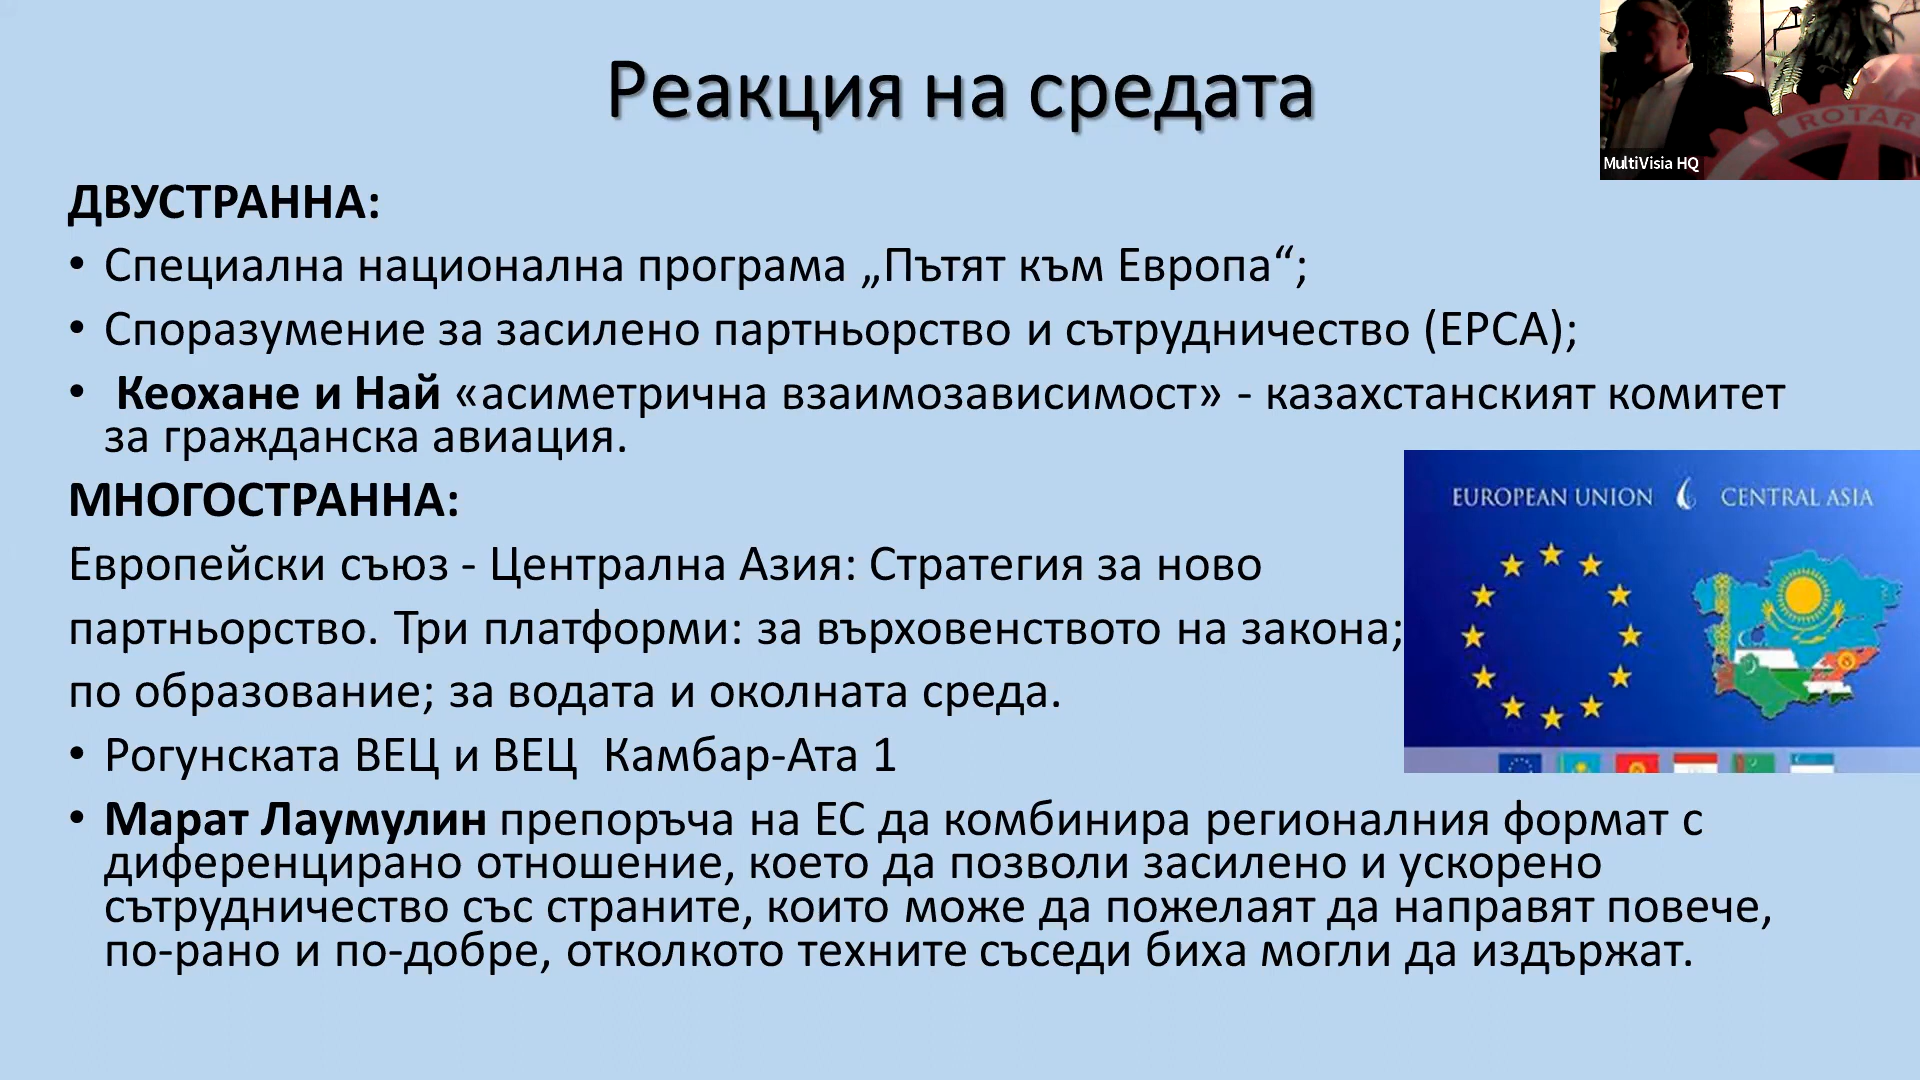 Реакция на средата
ROTAR
MultiVisia HQ
ДВУСТРАННА:
• Специална национална програма „Пътят към Европа“;
• Споразумение за засилено партньорство и сътрудничество (ЕРСА);
• Кеохане и Най «асиметрична взаимозависимост» - казахстанският комитет
за гражданска авиация.
МНОГОСТРАННА:
Европейски съюз - Централна Азия: Стратегия за ново
партньорство. Три платформи: за върховенството на закона;
по образование; за водата и околната среда.
EUROPEAN UNION CENTRAL ASIA
• Рогунската ВЕЦ и ВЕЦ  Камбар-Ата 1
• Марат Лаумулин препоръча на ЕС да комбинира регионалния формат с
диференцирано отношение, което да позволи засилено и ускорено
сътрудничество със страните, които може да пожелаят да направят повече,
по-рано и по-добре, отколкото техните съседи биха могли да издържат.